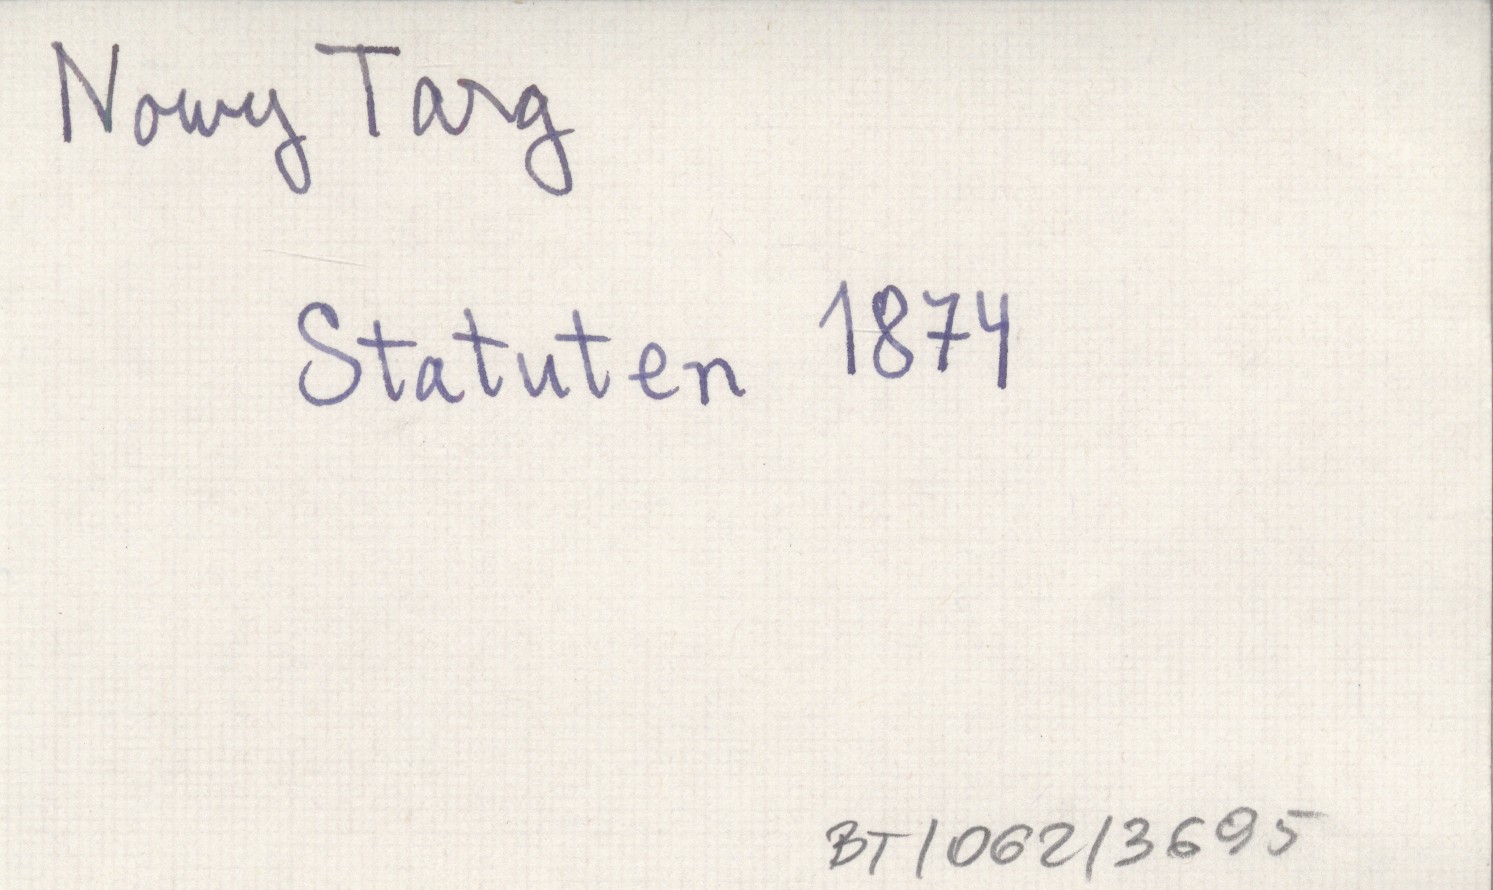 Nowy Targ
Statuten 1874
BT/062/3695